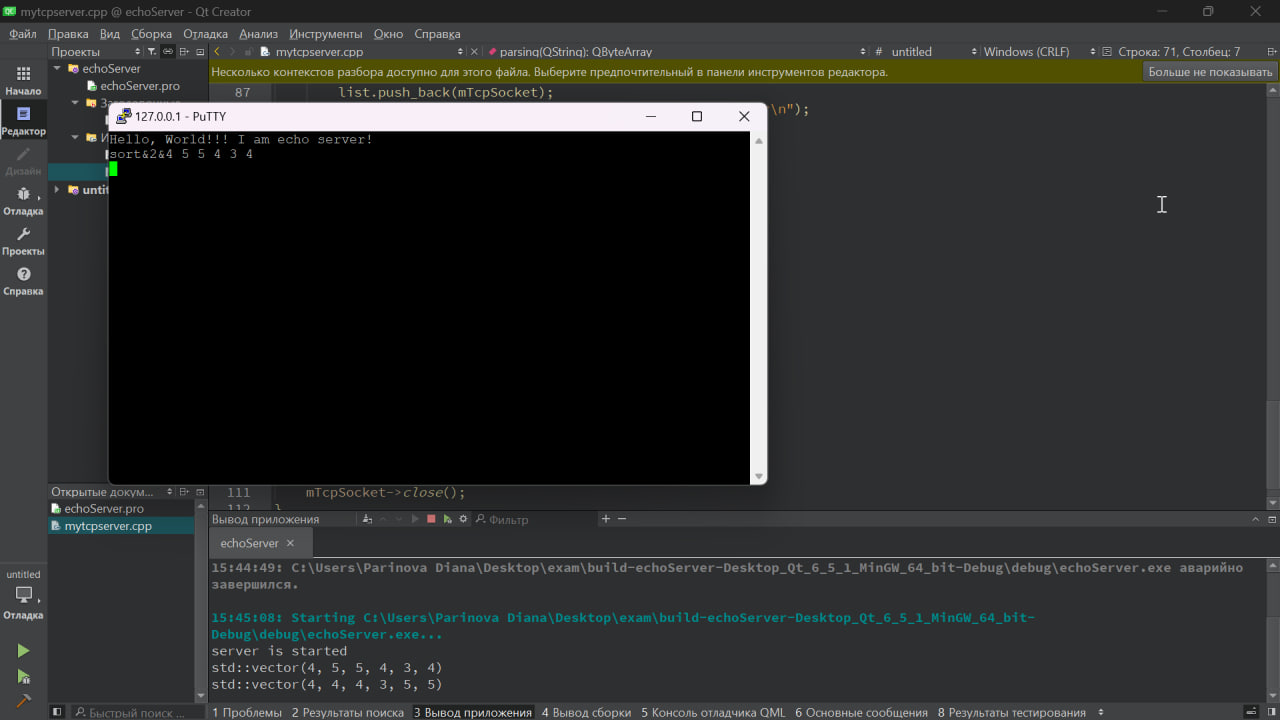 mytcpserver.cpp @ echoServer - Qt Creator
Файл Правка Вид Сборка Отладка Анализ Инструменты Окно Справка
Проекты
mytcpserver.cpp
parsing(QString): QByteArray
# untitled
Windows (CRLF)
Строка: 71, Столбец: 7
echoServer
echoServer.pro
Несколько контекстов разбора доступно для этого файла. Выберите предпочтительный в панели инструментов редактора.
Больше не показывать
87 list.push_back(mTcpSocket);
\n");
Начало
Редактор
Дизайн
Отладка
Проекты
Справка
127.0.0.1 - PuTTY
Hello, World!!! I am echo server!
sort&2&4 5 5 4 3 4
111 mTcpSocket->close();
112 }
Открытые докум...
echoServer.pro
mytcpserver.cpp
Вывод приложения
Фильтр
echoServer
15:44:49: C:\Users\Parinova Diana\Desktop\exam\build-echoServer-Desktop_Qt_6_5_1_MinGW_64_bit-Debug\debug\echoServer.exe аварийно
завершился.
15:45:08: Starting C:\Users\Parinova Diana\Desktop\exam\build-echoServer-Desktop_Qt_6_5_1_MinGW_64_bit-
Debug\debug\echoServer.exe...
server is started
std::vector(4, 5, 5, 4, 3, 4)
std::vector(4, 4, 4, 3, 5, 5)
untitled
Отладка
Быстрый поиск ...
1 Проблемы 2 Результаты поиска 3 Вывод приложения 4 Вывод сборки 5 Консоль отладчика QML 6 Основные сообщения 8 Результаты тестирования